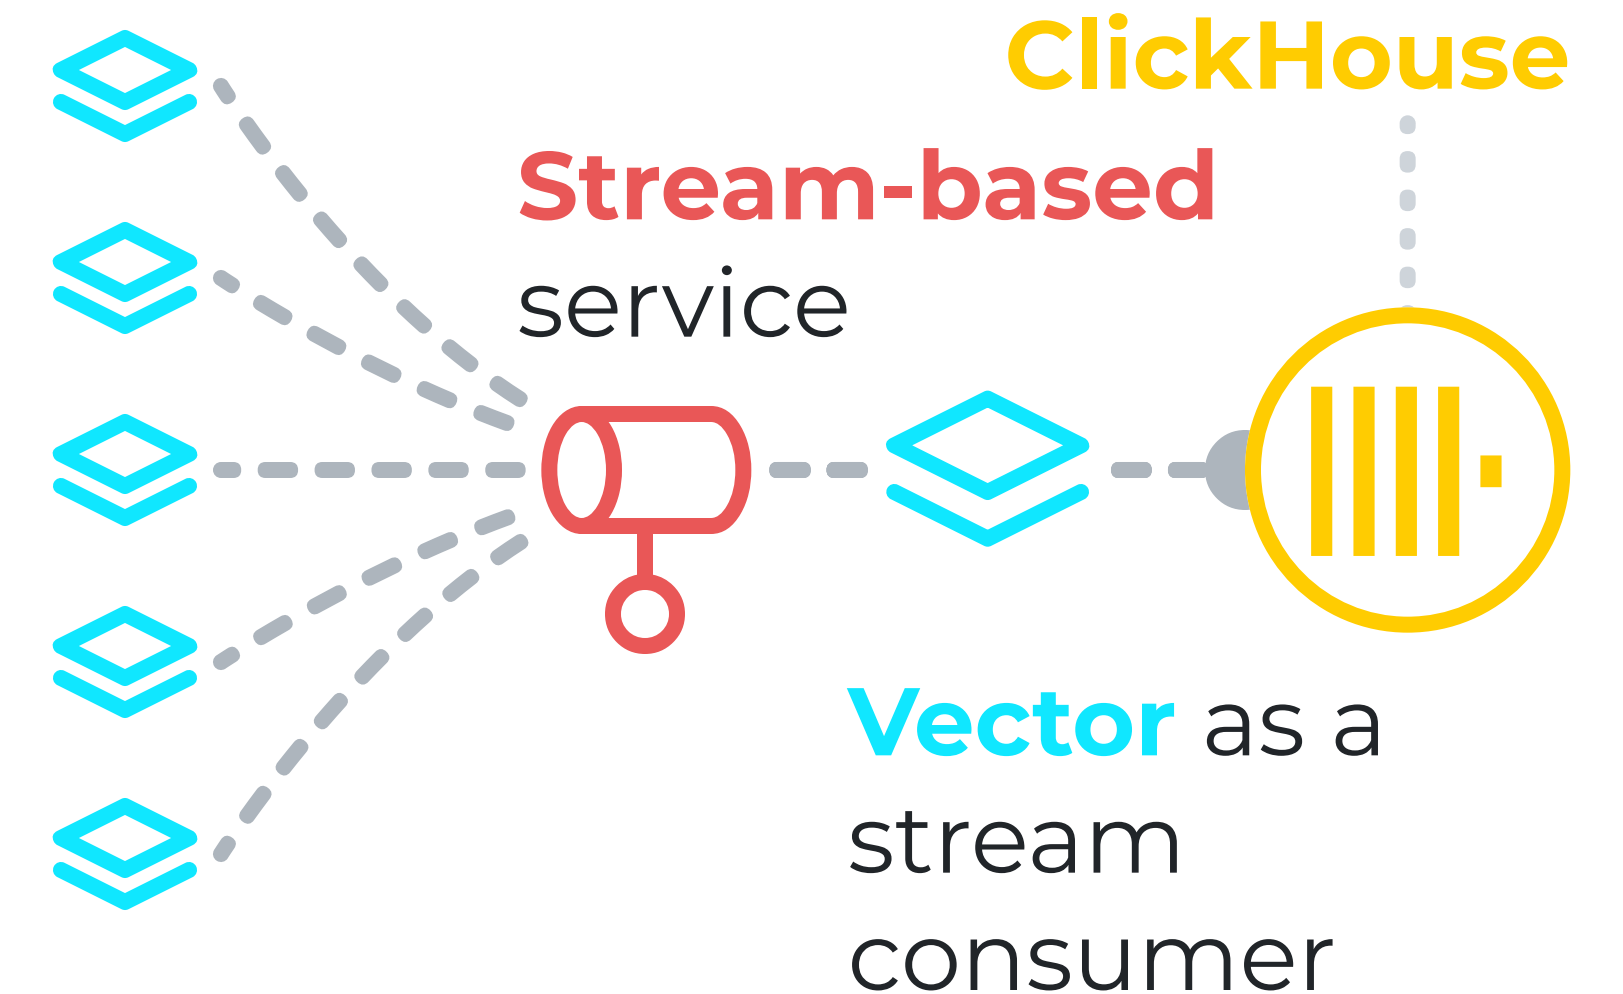 ClickHouse
Stream-based
service
Vector as a
stream
consumer